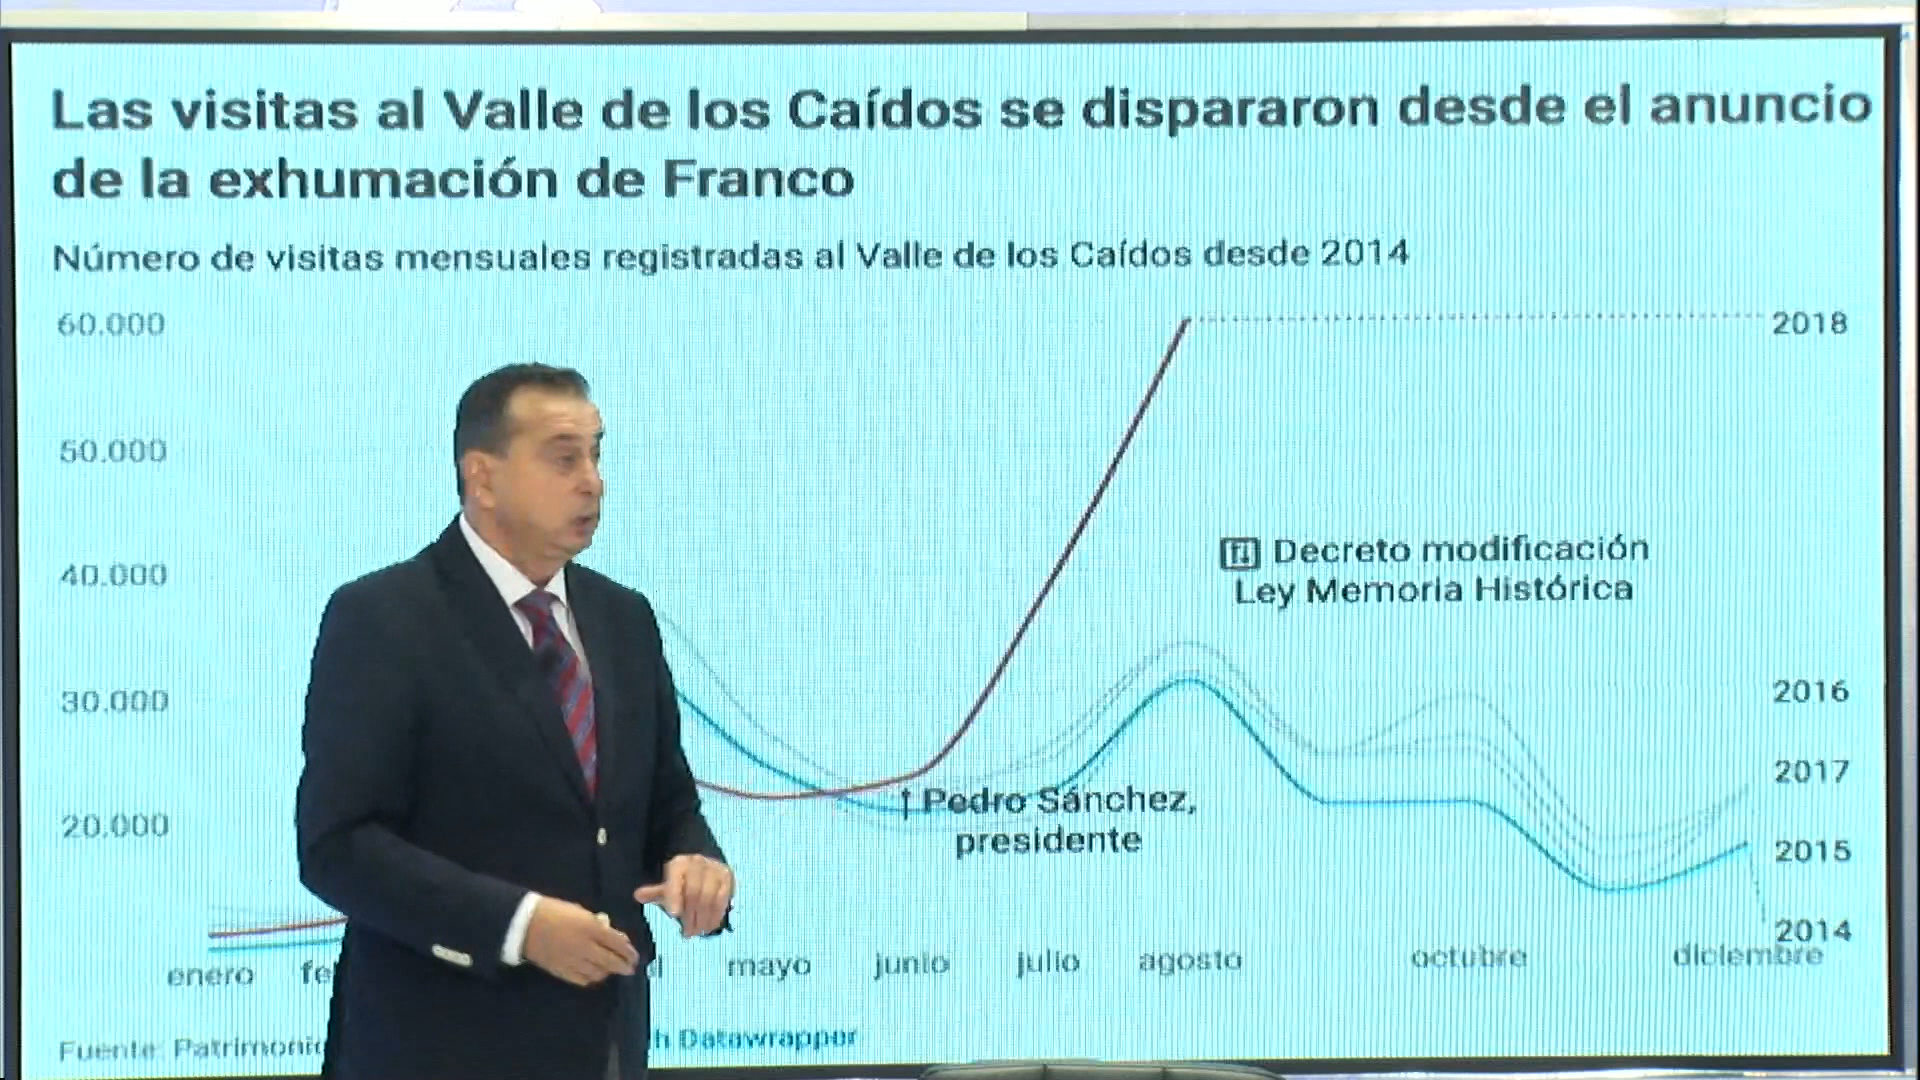 Las visitas al Valle de los Caídos se dispararon desde el anuncio
de la exhumación de Franco
Número de visitas mensuales registradas al Valle de los Caídos desde 2014
60.000
2018
50.000
40.000
Decreto modificación
Ley Memoria Histórica
30.000
2016
2017
20.000
↑ Pedro Sánchez,
presidente
2015
2014
enero
mayo
junio
julio
agosto
octubre
diciembre
Fuente: Datawrapper